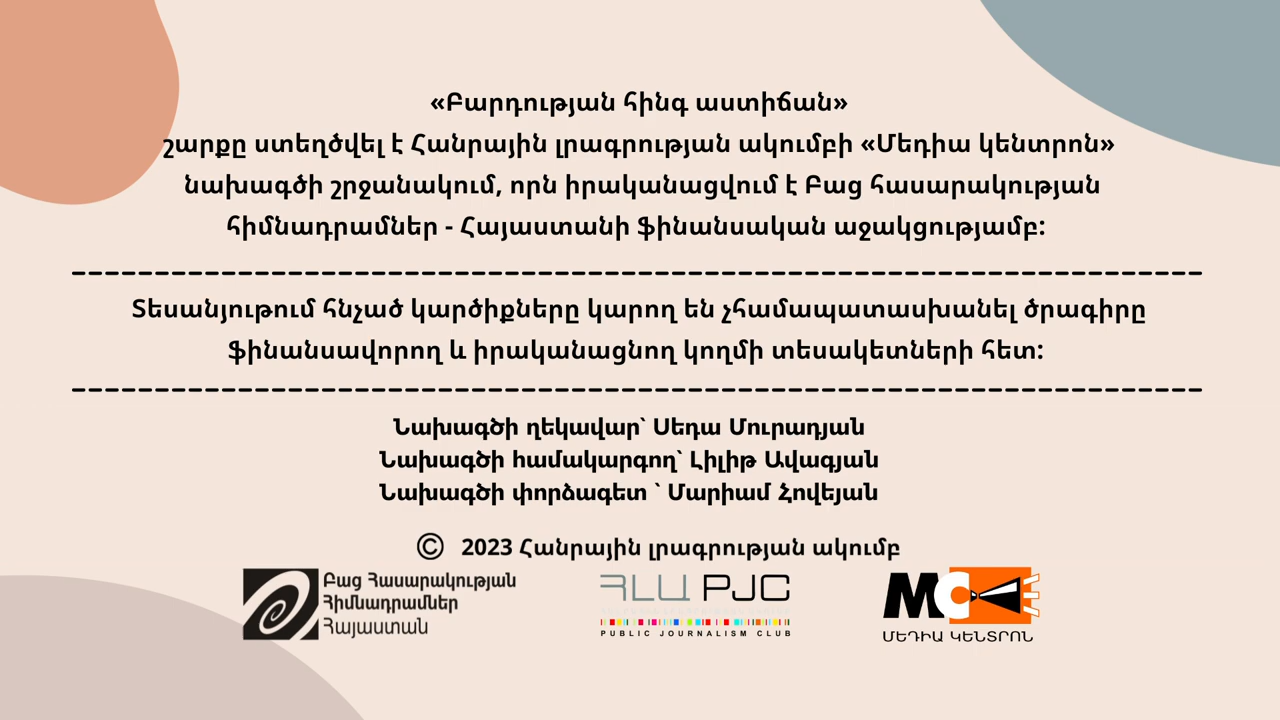 «Բարդության հինգ աստիճան»
շարքը ստեղծվել է Հանրային լրագրության ակումբի «Մեդիա կենտրոն»
նախագծի շրջանակում, որն իրականացվում է Բաց հասարակության
հիմնադրամներ - Հայաստանի ֆինանսական աջակցությամբ:
Տեսանյութում հնչած կարծիքները կարող են չհամապատասխանել ծրագիրը
ֆինանսավորող և իրականացնող կողմի տեսակետների հետ:
Նախագծի ղեկավար՝ Սեդա Մուրադյան
Նախագծի համակարգող՝ Լիլիթ Ավագյան
Նախագծի փորձագետ ՝ Մարիամ Հովեյան
© 2023 Հանրային լրագրության ակումբ
Բաց Հասարակության
Հիմնադրամներ
Հայաստան
ՀԼԱ PJC
PUBLIC JOURNALISM CLUB
MC
ՄԵԴԻԱ ԿԵՆՏՐՈՆ